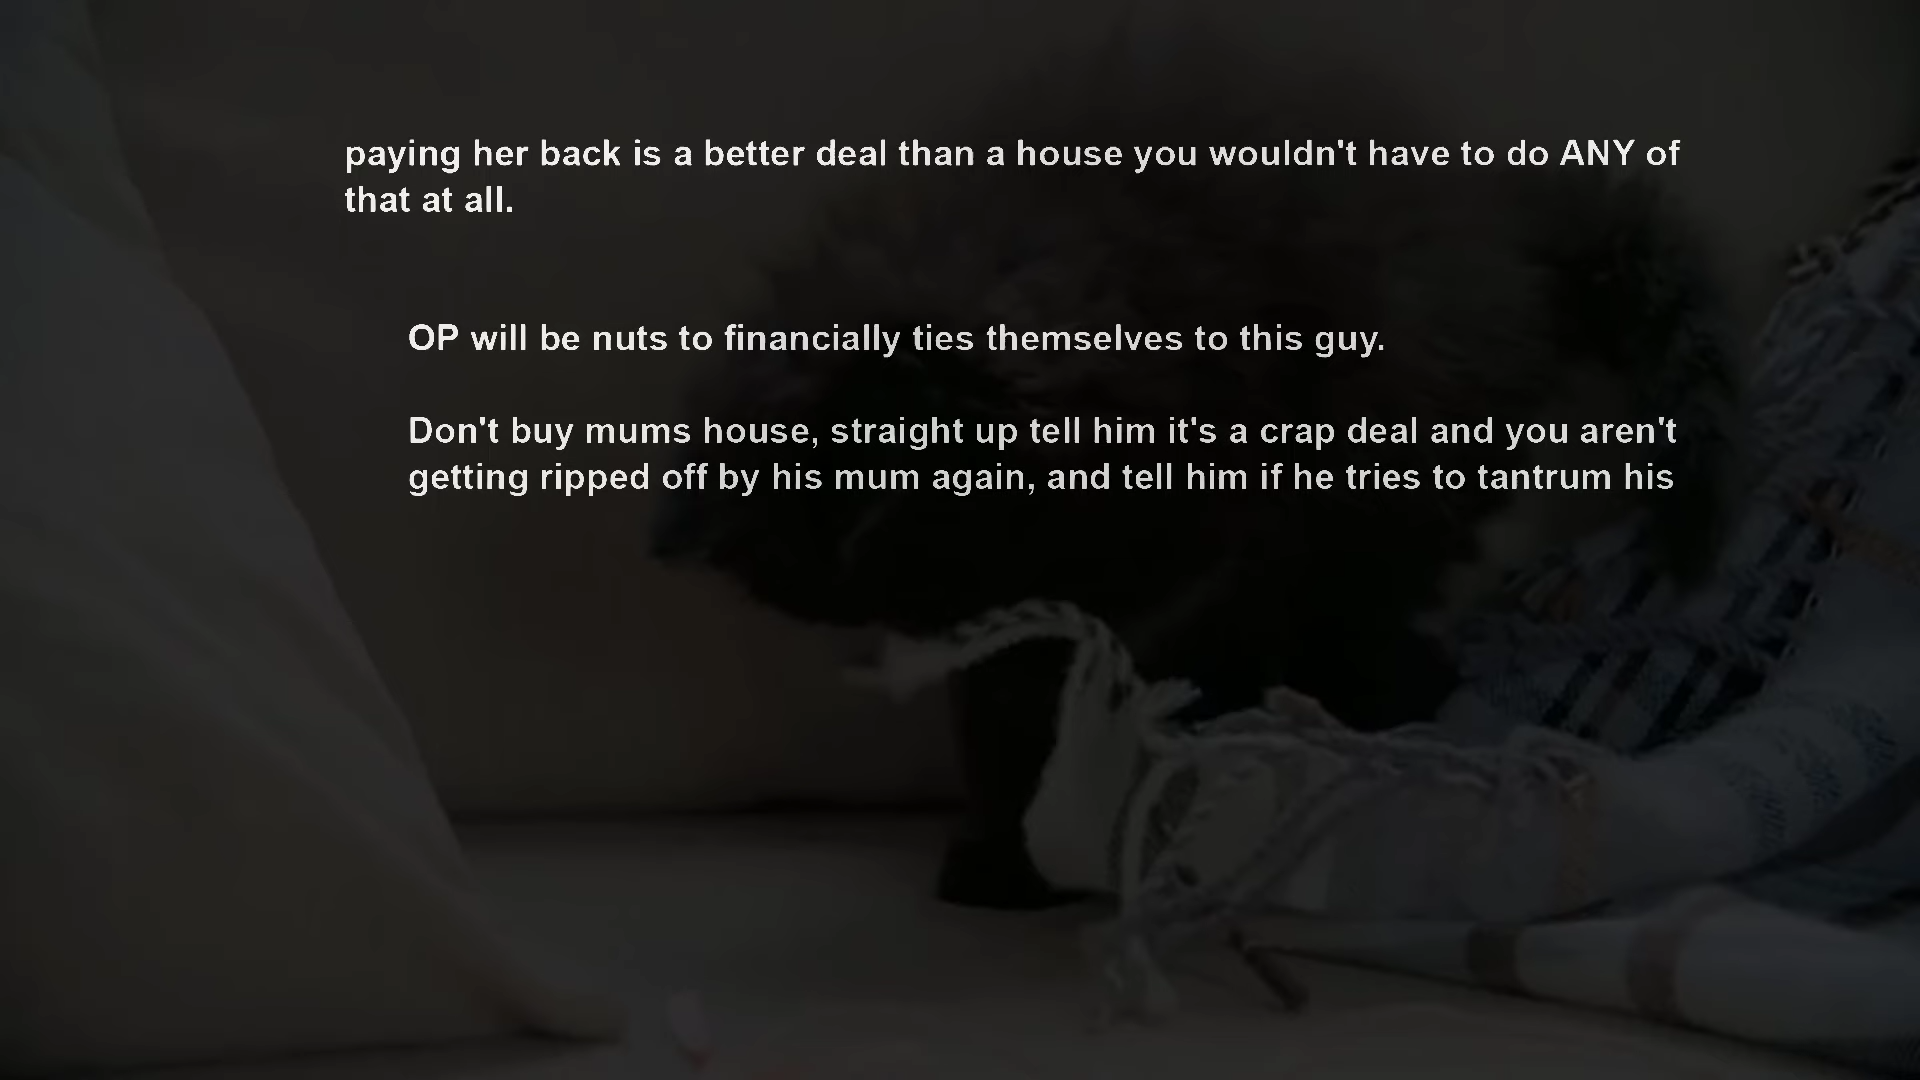 paying her back is a better deal than a house you wouldn't have to do ANY of
that at all.
OP will be nuts to financially ties themselves to this guy.
Don't buy mums house, straight up tell him it's a crap deal and you aren't
getting ripped off by his mum again, and tell him if he tries to tantrum his